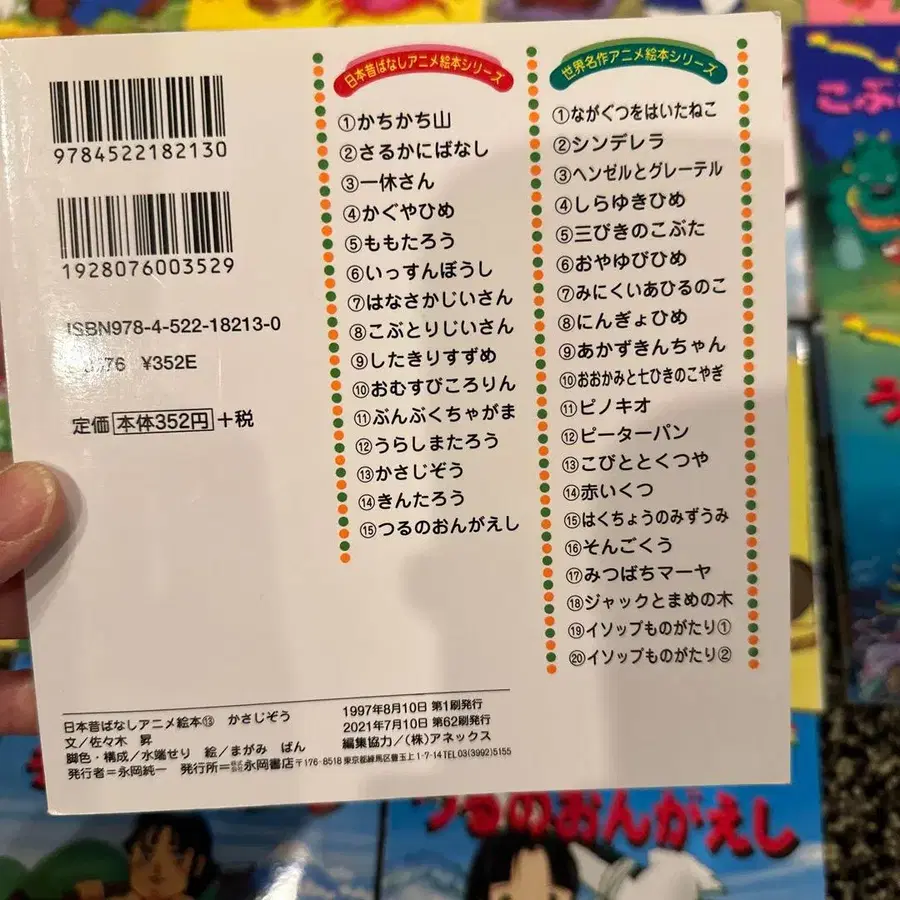 9784522182130
1928076003529
ISBN978-4-522-18213-0
76 ¥352E
定価 本体352円 +税
日本昔ばなしアニメ絵本シリーズ
①かちかち山
②さるかにばなし
③一休さん
④かぐやひめ
⑤ももたろう
⑥いっすんぼうし
⑦はなさかじいさん
⑧こぶとりじいさん
⑨したきりすずめ
⑩おむすびころりん
⑪ぶんぶくちゃがま
⑫うらしまたろう
⑬かさじぞう
⑭きんたろう
⑮つるのおんがえし
世界名作アニメ絵本シリーズ
①ながぐつをはいたねこ
②シンデレラ
③ヘンゼルとグレーテル
④しらゆきひめ
⑤三びきのこぶた
⑥おやゆびひめ
⑦みにくいあひるのこ
⑧にんぎょひめ
⑨あかずきんちゃん
⑩おおかみと七ひきのこやぎ
⑪ピノキオ
⑫ピーターパン
⑬こびととくつや
⑭赤いくつ
⑮はくちょうのみずうみ
⑯そんごくう
⑰みつばちマーヤ
⑱ジャックとまめの木
⑲イソップものがたり①
⑳イソップものがたり②
日本昔ばなしアニメ絵本⑬ かさじぞう
文/佐々木 昇
脚色・構成/水端せり 絵/まがみ ばん
発行者=永岡純一 発行所=株式会社永岡書店〒176-8518 東京都練馬区豊玉上1-7-14 TEL03(3992)5155
1997年8月10日 第1刷発行
2021年7月10日 第62刷発行
編集協力/(株)アネックス
こぶ
つるのおんがえし